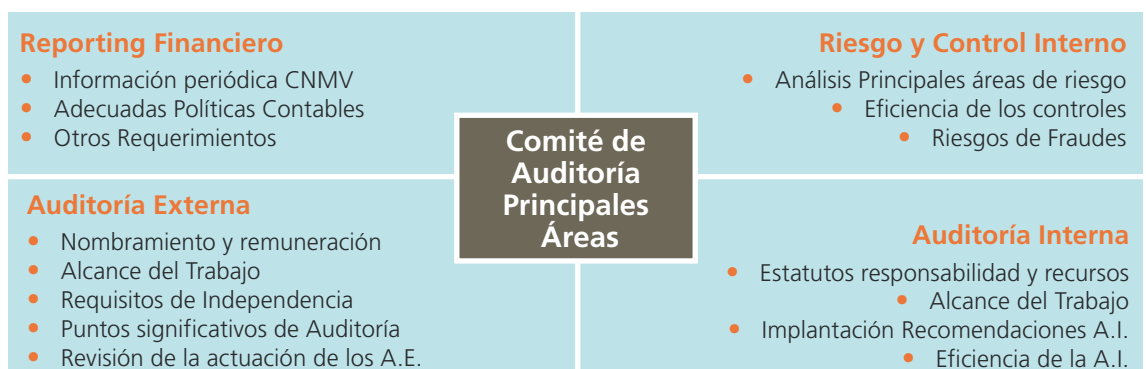 Reporting Financiero
• Información periódica CNMV
• Adecuadas Políticas Contables
• Otros Requerimientos
Riesgo y Control Interno
• Análisis Principales áreas de riesgo
• Eficiencia de los controles
• Riesgos de Fraudes
Comité de
Auditoría
Principales
Áreas
Auditoría Externa
• Nombramiento y remuneración
• Alcance del Trabajo
• Requisitos de Independencia
• Puntos significativos de Auditoría
• Revisión de la actuación de los A.E.
Auditoría Interna
• Estatutos responsabilidad y recursos
• Alcance del Trabajo
• Implantación Recomendaciones A.I.
• Eficiencia de la A.I.